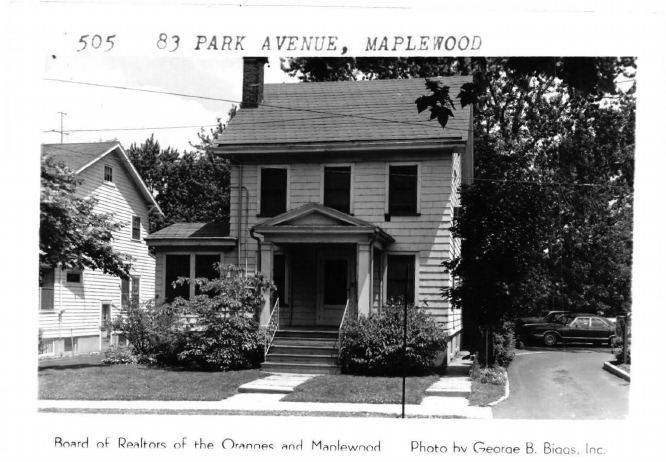 505 83 PARK AVENUE, MAPLEWOOD
Board of Realtors of the Oranges and Maplewood Photo by George B. Biggs, Inc.